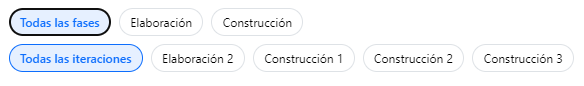 Todas las fases Elaboración Construcción
Todas las iteraciones Elaboración 2 Construcción 1 Construcción 2 Construcción 3